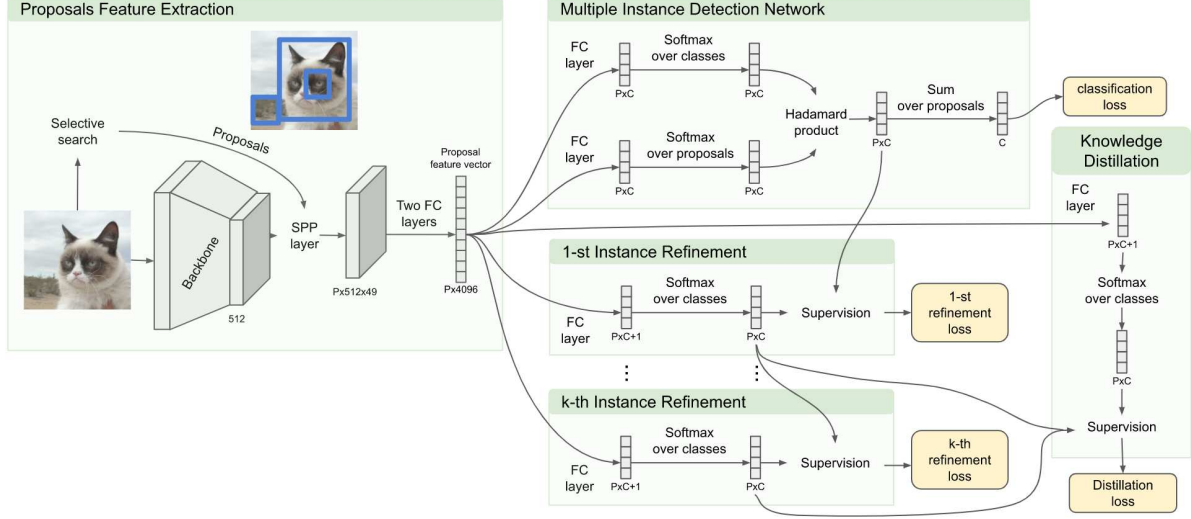 Proposals Feature Extraction
Selective
search
Proposals
Backbone
512
SPP
layer
Px512x49
Two FC
layers
Proposal
feature vector
Px4096
Multiple Instance Detection Network
FC
layer
PxC
Softmax
over classes
PxC
FC
layer
PxC
Softmax
over proposals
PxC
Hadamard
product
PxC
Sum
over proposals
C
classification
loss
1-st Instance Refinement
FC
layer
PxC+1
Softmax
over classes
PxC
Supervision
1-st
refinement
loss
k-th Instance Refinement
FC
layer
PxC+1
Softmax
over classes
PxC
Supervision
k-th
refinement
loss
Knowledge
Distillation
FC
layer
PxC+1
Softmax
over classes
PxC
Supervision
Distillation
loss